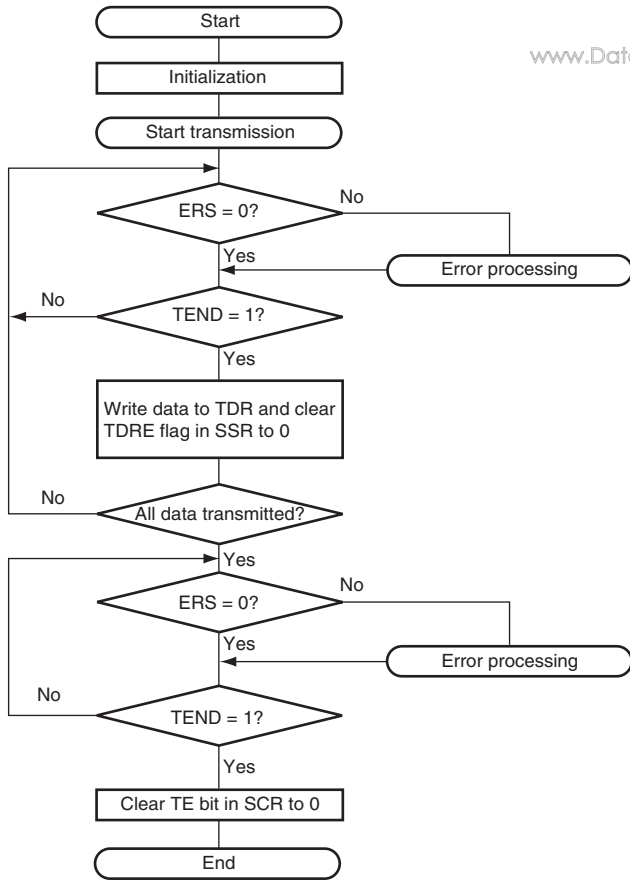 Start
www.Data
Initialization
Start transmission
ERS = 0?
No
Yes
Error processing
No
TEND = 1?
Yes
Write data to TDR and clear
TDRE flag in SSR to 0
No
All data transmitted?
Yes
ERS = 0?
No
Yes
Error processing
No
TEND = 1?
Yes
Clear TE bit in SCR to 0
End